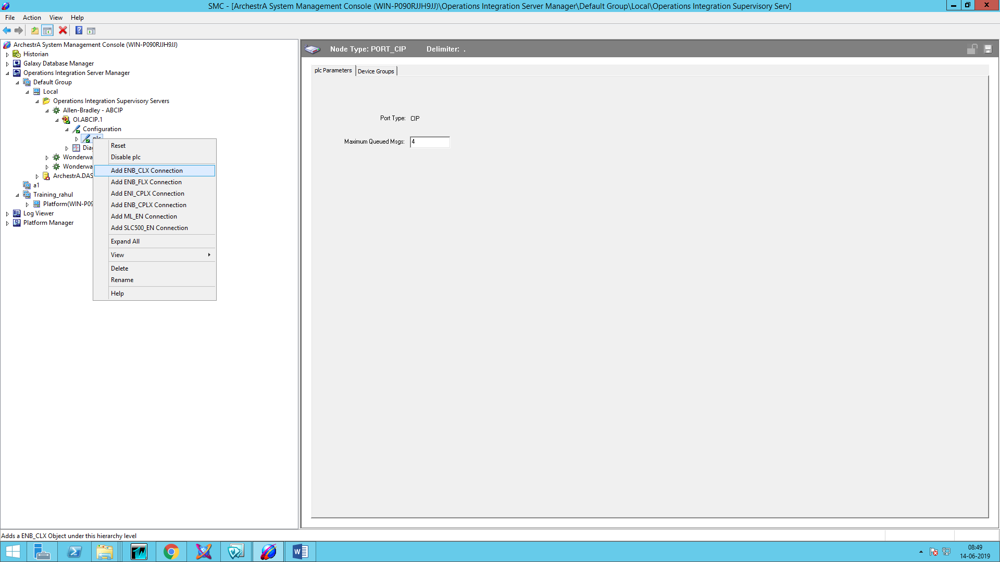 SMC - [ArchestrA System Management Console (WIN-P090RJJH9JJ)\Operations Integration Server Manager\Default Group\Local\Operations Integration Supervisory Serv]
File Action View Help
ArchestrA System Management Console (WIN-P090RJJH9JJ)
Historian
Galaxy Database Manager
Operations Integration Server Manager
Default Group
Local
Operations Integration Supervisory Servers
Allen-Bradley - ABCIP
OI.ABCIP.1
Configuration
plc
Dia
Wonderwa
Wonderwa
ArchestrA.DAS
a1
Training_rahul
Platform(WIN-P09
Log Viewer
Platform Manager
Reset
Disable plc
Add ENB_CLX Connection
Add ENB_FLX Connection
Add ENI_CPLX Connection
Add ENB_CPLX Connection
Add ML_EN Connection
Add SLC500_EN Connection
Expand All
View
Delete
Rename
Help
Node Type: PORT_CIP Delimiter: .
plc Parameters Device Groups
Port Type: CIP
Maximum Queued Msgs: 4
Adds a ENB_CLX Object under this hierarchy level
08:49
14-06-2019